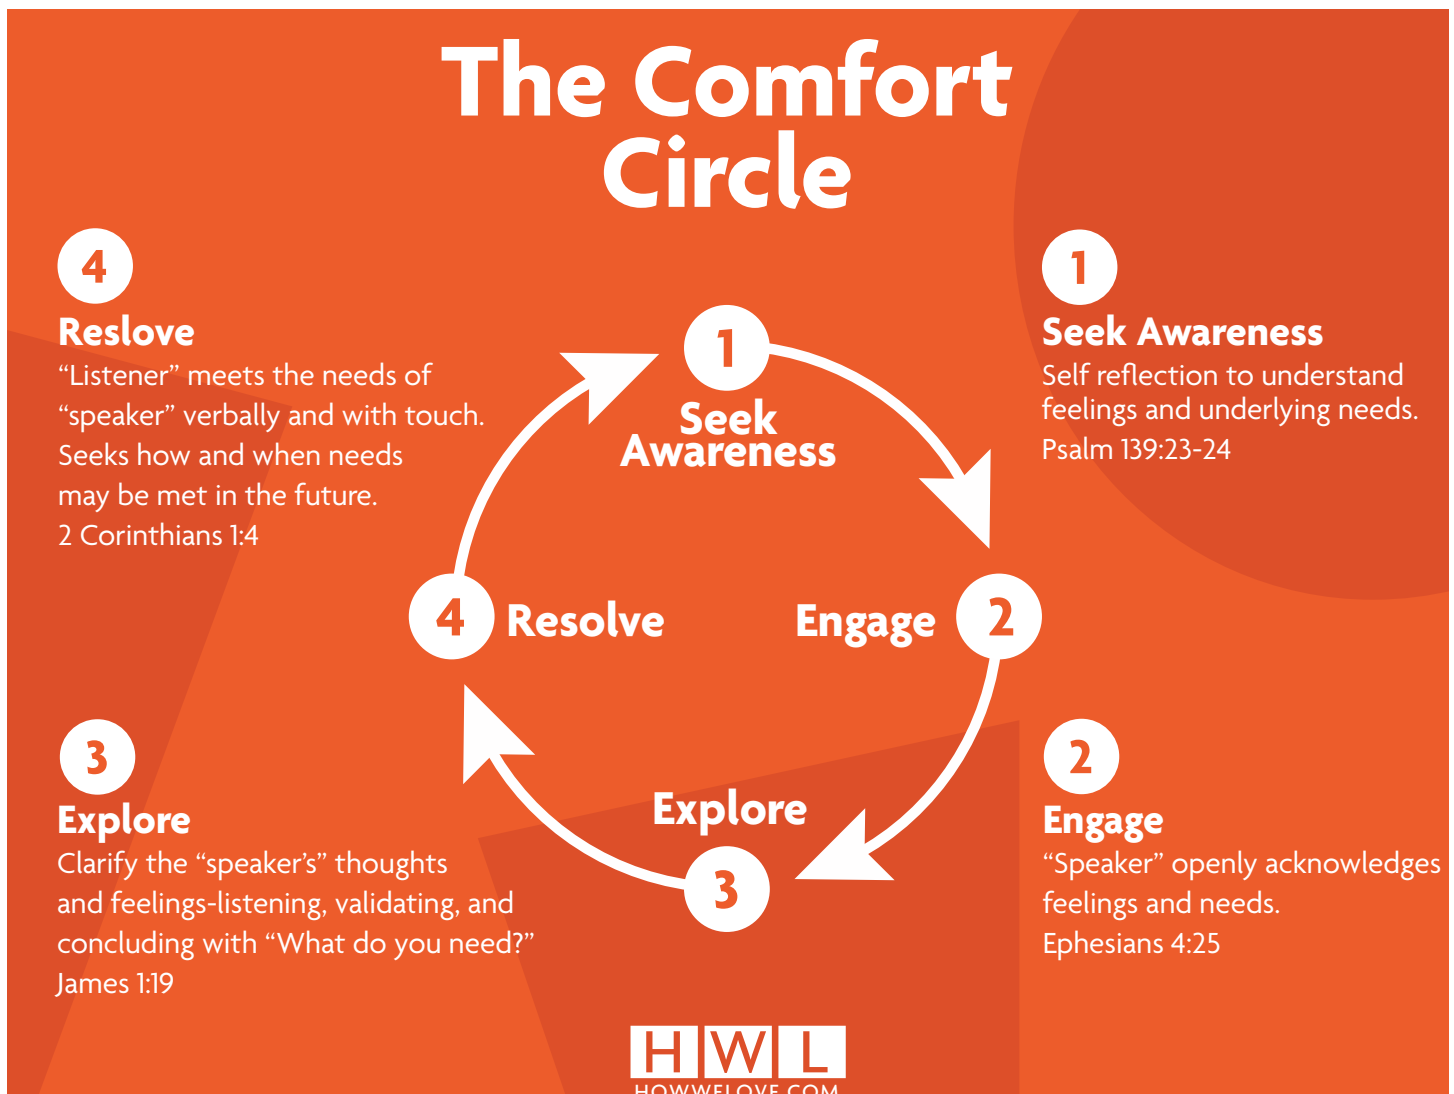 The Comfort
Circle
4
Reslove
“Listener” meets the needs of
“speaker” verbally and with touch.
Seeks how and when needs
may be met in the future.
2 Corinthians 1:4
1
Seek Awareness
Self reflection to understand
feelings and underlying needs.
Psalm 139:23-24
1
Seek
Awareness
4 Resolve
Engage 2
Explore
3
3
Explore
Clarify the “speaker’s” thoughts
and feelings-listening, validating, and
concluding with “What do you need?”
James 1:19
2
Engage
“Speaker” openly acknowledges
feelings and needs.
Ephesians 4:25
HWL
HOWWELOVE.COM